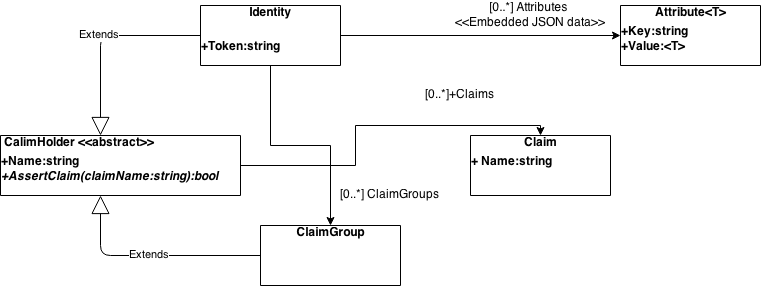 Identity
+Token:string
[0..*] Attributes
<<Embedded JSON data>>
Attribute<T>
+Key:string
+Value:<T>
Extends
[0..*]+Claims
CalimHolder <<abstract>>
+Name:string
+AssertClaim(claimName:string):bool
Claim
+ Name:string
[0..*] ClaimGroups
ClaimGroup
Extends